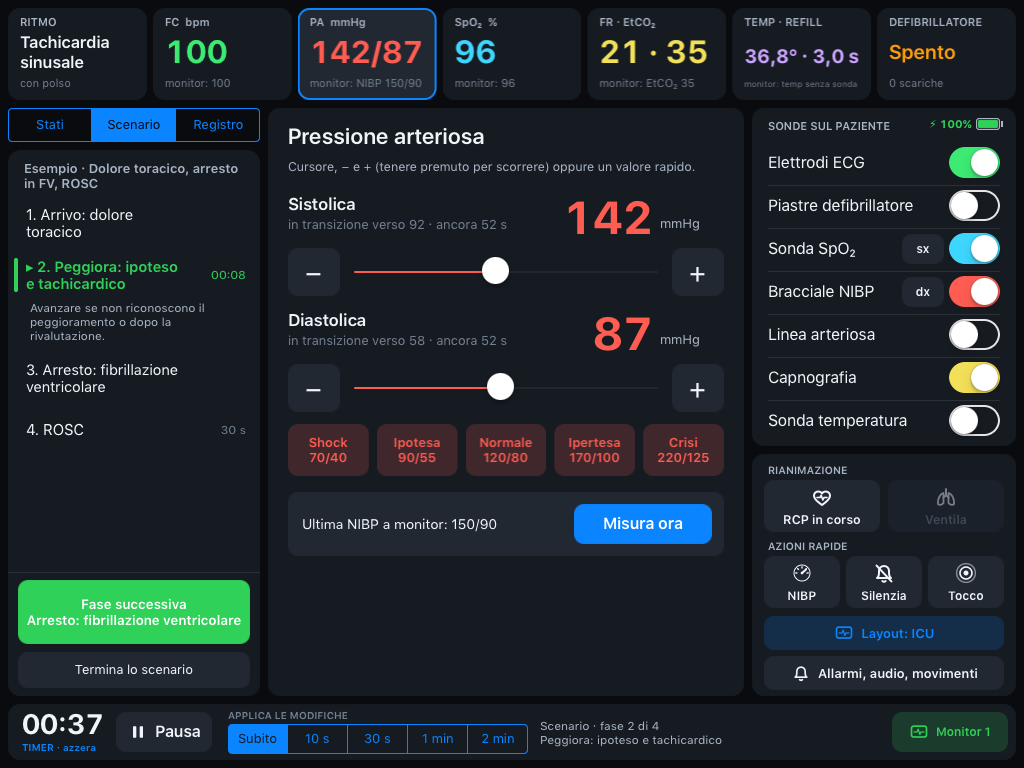 RITMO
Tachicardia
sinusale
con polso
FC bpm
100
monitor: 100
PA mmHg
142/87
monitor: NIBP 150/90
SpO₂ %
96
monitor: 96
FR · EtCO₂
21 · 35
monitor: EtCO₂ 35
TEMP · REFILL
36,8° · 3,0 s
monitor: temp senza sonda
DEFIBRILLATORE
Spento
0 scariche
Stati
Scenario
Registro
Esempio · Dolore toracico, arresto
in FV, ROSC
1. Arrivo: dolore
toracico
▸ 2. Peggiora: ipoteso
e tachicardico
00:08
Avanzare se non riconoscono il
peggioramento o dopo la
rivalutazione.
3. Arresto: fibrillazione
ventricolare
4. ROSC
30 s
Fase successiva
Arresto: fibrillazione ventricolare
Termina lo scenario
Pressione arteriosa
Cursore, − e + (tenere premuto per scorrere) oppure un valore rapido.
Sistolica
in transizione verso 92 · ancora 52 s
142 mmHg
−
+
Diastolica
in transizione verso 58 · ancora 52 s
87 mmHg
−
+
Shock
70/40
Ipotesa
90/55
Normale
120/80
Ipertesa
170/100
Crisi
220/125
Ultima NIBP a monitor: 150/90
Misura ora
SONDE SUL PAZIENTE
⚡ 100%
Elettrodi ECG
Piastre defibrillatore
Sonda SpO₂
sx
Bracciale NIBP
dx
Linea arteriosa
Capnografia
Sonda temperatura
RIANIMAZIONE
RCP in corso
Ventila
AZIONI RAPIDE
NIBP
Silenzia
Tocco
Layout: ICU
Allarmi, audio, movimenti
00:37
TIMER · azzera
Pausa
APPLICA LE MODIFICHE
Subito
10 s
30 s
1 min
2 min
Scenario · fase 2 di 4
Peggiora: ipoteso e tachicardico
Monitor 1